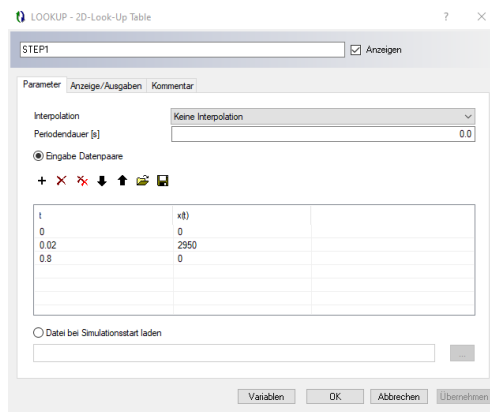 LOOKUP - 2D-Look-Up Table
STEP1
Anzeigen
Parameter Anzeige/Ausgaben Kommentar
Interpolation Keine Interpolation
Periodendauer [s] 0.0
Eingabe Datenpaare
t x(t)
0 0
0.02 2950
0.8 0
Datei bei Simulationsstart laden
...
Variablen OK Abbrechen Übernehmen